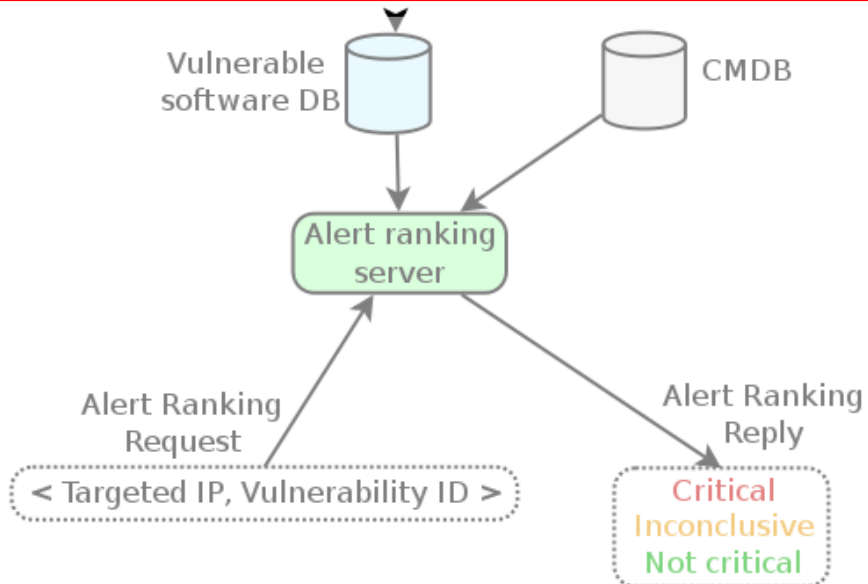 Vulnerable
software DB
CMDB
Alert ranking
server
Alert Ranking
Request
< Targeted IP, Vulnerability ID >
Alert Ranking
Reply
Critical
Inconclusive
Not critical